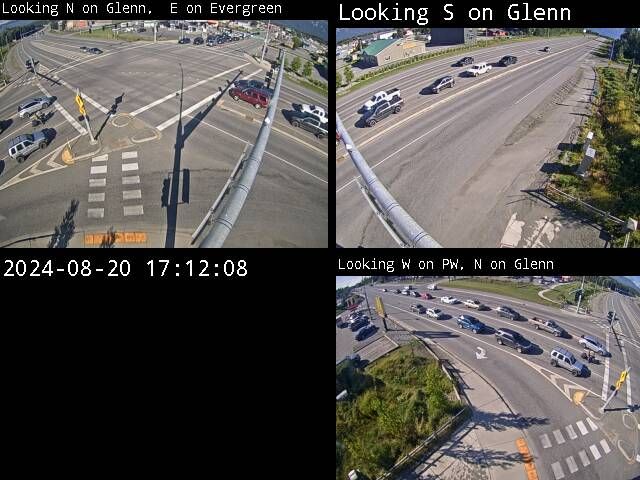 Looking N on Glenn,  E on Evergreen
Looking S on Glenn
2024-08-20 17:12:08
Looking W on PW, N on Glenn